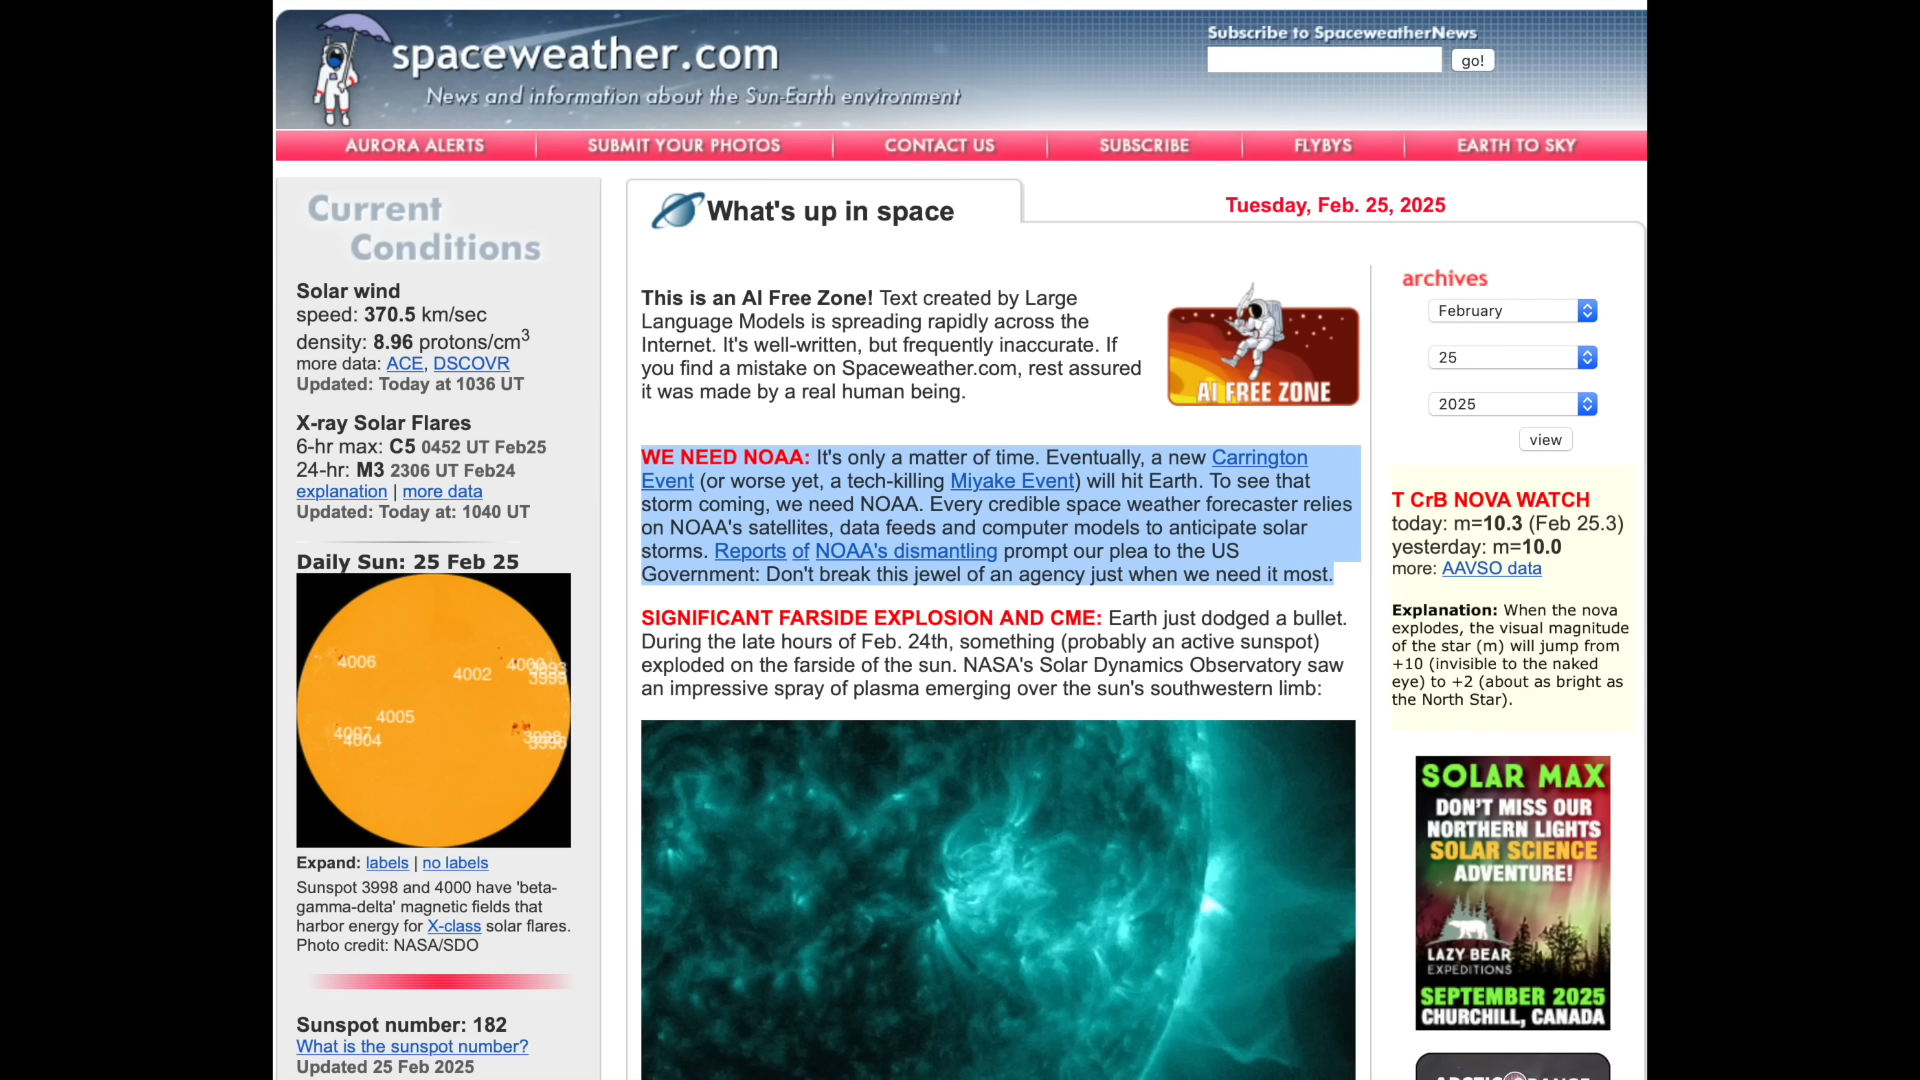 spaceweather.com
News and information about the Sun-Earth environment
Subscribe to SpaceweatherNews
go!
AURORA ALERTS
SUBMIT YOUR PHOTOS
CONTACT US
SUBSCRIBE
FLYBYS
EARTH TO SKY
Current
Conditions
Solar wind
speed: 370.5 km/sec
density: 8.96 protons/cm3
more data: ACE, DSCOVR
Updated: Today at 1036 UT
X-ray Solar Flares
6-hr max: C5 0452 UT Feb25
24-hr: M3 2306 UT Feb24
explanation | more data
Updated: Today at: 1040 UT
Daily Sun: 25 Feb 25
4006
4002
4000
3993
3999
4005
4007
4004
3998
3996
Expand: labels | no labels
Sunspot 3998 and 4000 have 'beta-
gamma-delta' magnetic fields that
harbor energy for X-class solar flares.
Photo credit: NASA/SDO
Sunspot number: 182
What is the sunspot number?
Updated 25 Feb 2025
What's up in space
Tuesday, Feb. 25, 2025
This is an AI Free Zone! Text created by Large
Language Models is spreading rapidly across the
Internet. It's well-written, but frequently inaccurate. If
you find a mistake on Spaceweather.com, rest assured
it was made by a real human being.
AI FREE ZONE
WE NEED NOAA: It's only a matter of time. Eventually, a new Carrington
Event (or worse yet, a tech-killing Miyake Event) will hit Earth. To see that
storm coming, we need NOAA. Every credible space weather forecaster relies
on NOAA's satellites, data feeds and computer models to anticipate solar
storms. Reports of NOAA's dismantling prompt our plea to the US
Government: Don't break this jewel of an agency just when we need it most.
SIGNIFICANT FARSIDE EXPLOSION AND CME: Earth just dodged a bullet.
During the late hours of Feb. 24th, something (probably an active sunspot)
exploded on the farside of the sun. NASA's Solar Dynamics Observatory saw
an impressive spray of plasma emerging over the sun's southwestern limb:
archives
February
25
2025
view
T CrB NOVA WATCH
today: m=10.3 (Feb 25.3)
yesterday: m=10.0
more: AAVSO data
Explanation: When the nova
explodes, the visual magnitude
of the star (m) will jump from
+10 (invisible to the naked
eye) to +2 (about as bright as
the North Star).
SOLAR MAX
DON'T MISS OUR
NORTHERN LIGHTS
SOLAR SCIENCE
ADVENTURE!
LAZY BEAR
EXPEDITIONS
SEPTEMBER 2025
CHURCHILL, CANADA